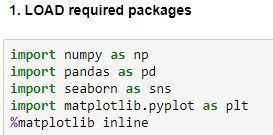 1. LOAD required packages
import numpy as np
import pandas as pd
import seaborn as sns
import matplotlib.pyplot as plt
%matplotlib inline